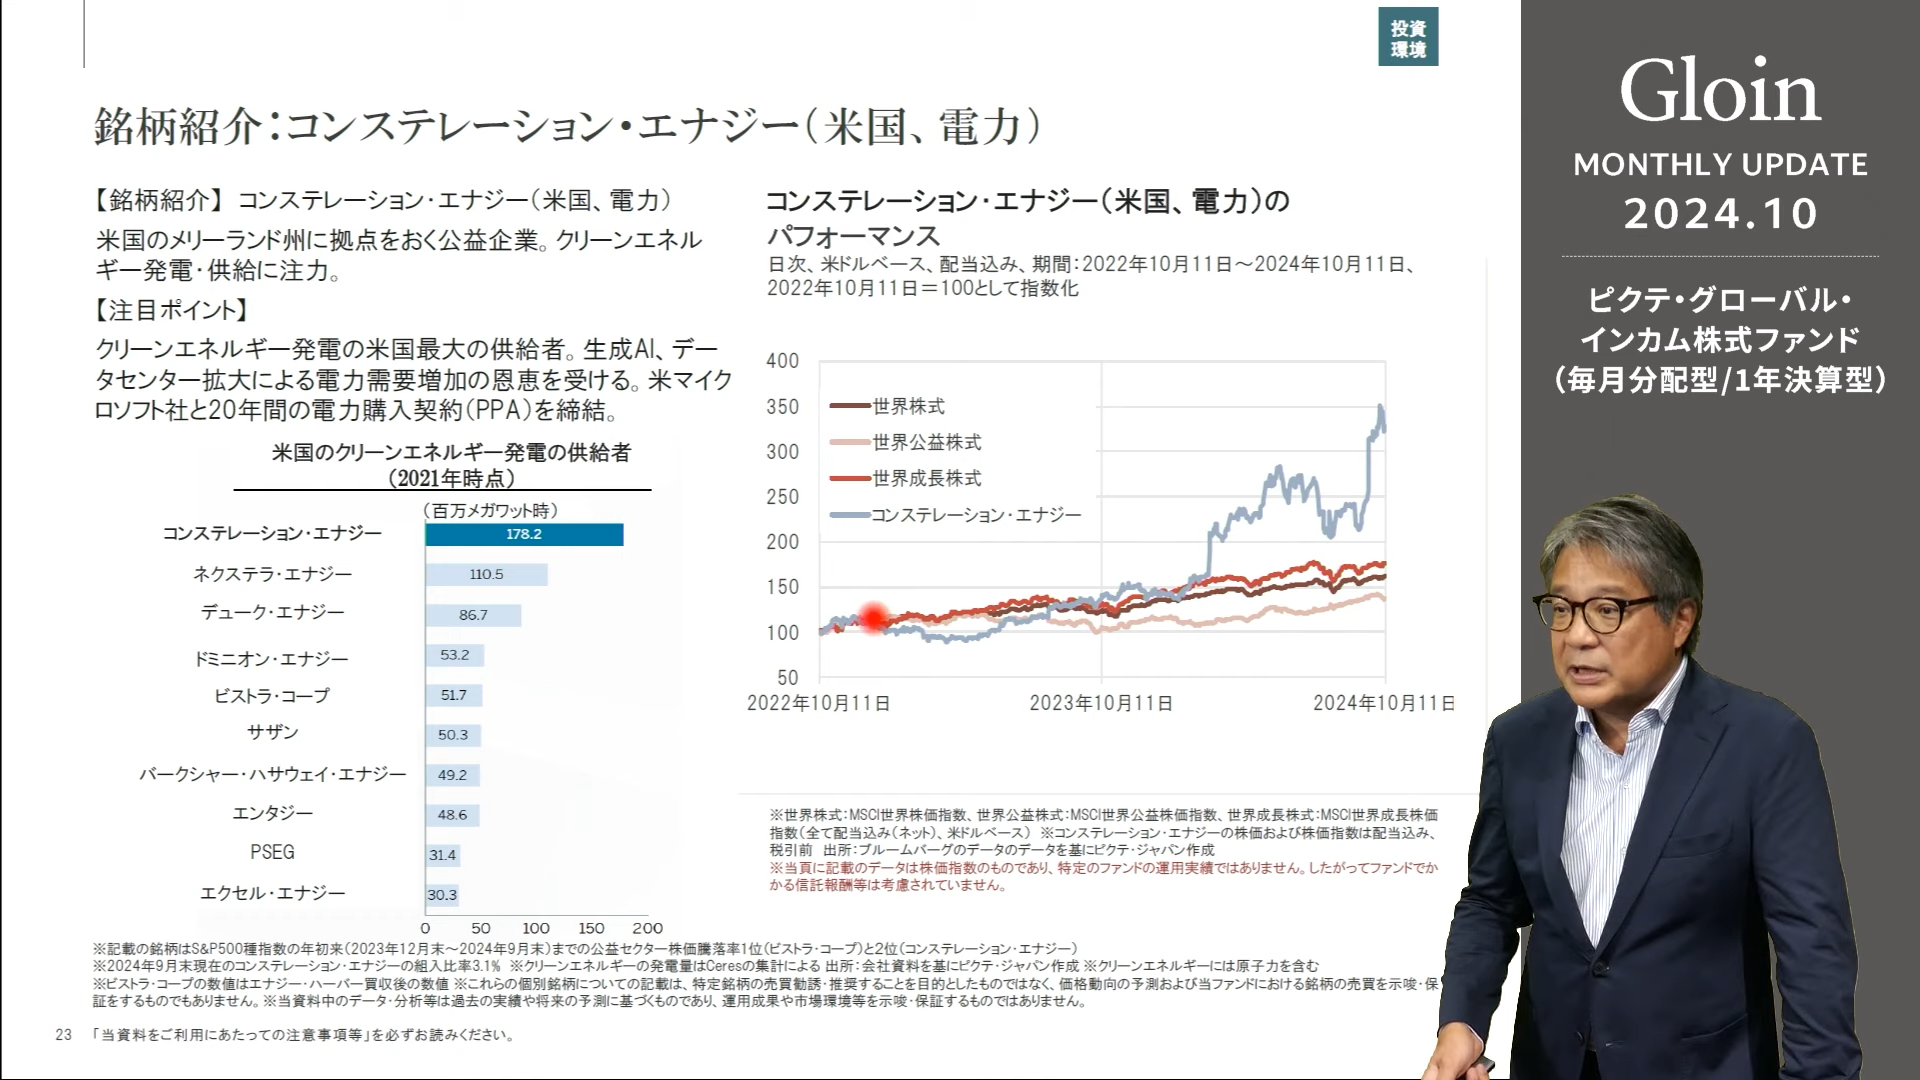 投資
環境
銘柄紹介：コンステレーション・エナジー（米国、電力）
【銘柄紹介】 コンステレーション・エナジー（米国、電力）
米国のメリーランド州に拠点をおく公益企業。クリーンエネル
ギー発電・供給に注力。
【注目ポイント】
クリーンエネルギー発電の米国最大の供給者。生成AI、デー
タセンター拡大による電力需要増加の恩恵を受ける。米マイク
ロソフト社と20年間の電力購入契約（PPA）を締結。
米国のクリーンエネルギー発電の供給者
（2021年時点）
（百万メガワット時）
コンステレーション・エナジー 178.2
ネクステラ・エナジー 110.5
デューク・エナジー 86.7
ドミニオン・エナジー 53.2
ビストラ・コープ 51.7
サザン 50.3
バークシャー・ハサウェイ・エナジー 49.2
エンタジー 48.6
PSEG 31.4
エクセル・エナジー 30.3
0 50 100 150 200
コンステレーション・エナジー（米国、電力）の
パフォーマンス
日次、米ドルベース、配当込み、期間：2022年10月11日～2024年10月11日、
2022年10月11日＝100として指数化
400
350
300
250
200
150
100
50
世界株式
世界公益株式
世界成長株式
コンステレーション・エナジー
2022年10月11日 2023年10月11日 2024年10月11日
※世界株式：MSCI世界株価指数、世界公益株式：MSCI世界公益株価指数、世界成長株式：MSCI世界成長株価
指数（全て配当込み（ネット）、米ドルベース） ※コンステレーション・エナジーの株価および株価指数は配当込み、
税引前 出所：ブルームバーグのデータのデータを基にピクテ・ジャパン作成
※当頁に記載のデータは株価指数のものであり、特定のファンドの運用実績ではありません。したがってファンドでか
かる信託報酬等は考慮されていません。
※記載の銘柄はS&P500種指数の年初来（2023年12月末～2024年9月末）までの公益セクター株価騰落率1位（ビストラ・コープ）と2位（コンステレーション・エナジー）
※2024年9月末現在のコンステレーション・エナジーの組入比率3.1% ※クリーンエネルギーの発電量はCeresの集計による 出所：会社資料を基にピクテ・ジャパン作成 ※クリーンエネルギーには原子力を含む
※ビストラ・コープの数値はエナジー・ハーバー買収後の数値 ※これらの個別銘柄についての記載は、特定銘柄の売買勧誘・推奨することを目的としたものではなく、価格動向の予測および当ファンドにおける銘柄の売買を示唆・保
証をするものでもありません。※当資料中のデータ・分析等は過去の実績や将来の予測に基づくものであり、運用成果や市場環境等を示唆・保証するものではありません。
23 「当資料をご利用にあたっての注意事項等」を必ずお読みください。
Gloin
MONTHLY UPDATE
2024.10
ピクテ・グローバル・
インカム株式ファンド
（毎月分配型/1年決算型）